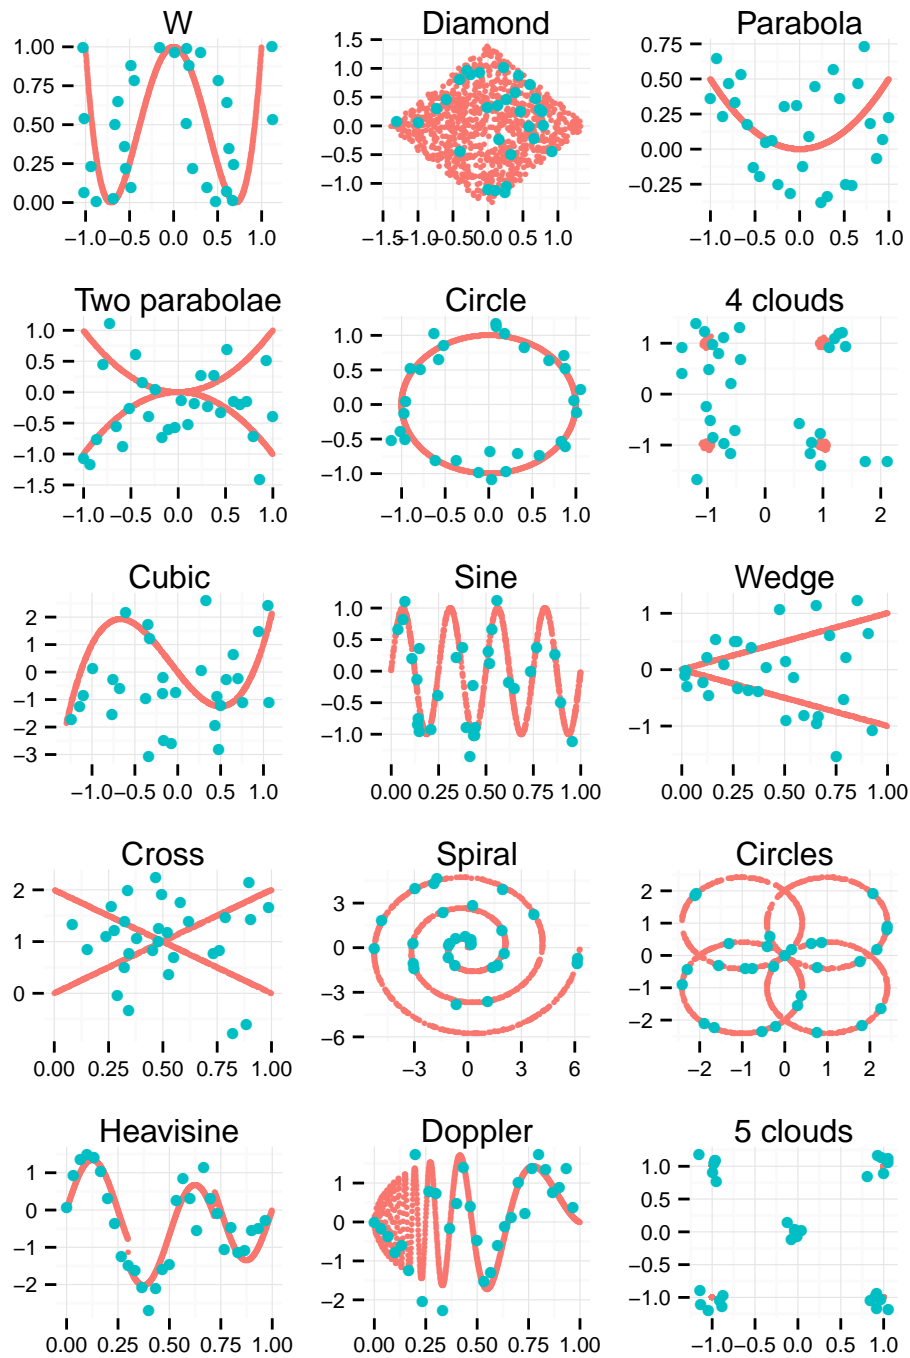 W Diamond Parabola
1.00 0.75 0.50 0.25 0.00
−1.0 −0.5 0.0 0.5 1.0
1.5 1.0 0.5 0.0 −0.5 −1.0
−1.5 −1.0 −0.5 0.0 0.5 1.0
0.75 0.50 0.25 0.00 −0.25
−1.0 −0.5 0.0 0.5 1.0
Two parabolae Circle 4 clouds
1.0 0.5 0.0 −0.5 −1.0 −1.5
−1.0 −0.5 0.0 0.5 1.0
1.0 0.5 0.0 −0.5 −1.0
−1.0 −0.5 0.0 0.5 1.0
1 0 −1
−1 0 1 2
Cubic Sine Wedge
2 1 0 −1 −2 −3
−1.0 −0.5 0.0 0.5 1.0
1.0 0.5 0.0 −0.5 −1.0
0.00 0.25 0.50 0.75 1.00
1 0 −1
0.00 0.25 0.50 0.75 1.00
Cross Spiral Circles
2 1 0
0.00 0.25 0.50 0.75 1.00
3 0 −3 −6
−3 0 3 6
2 1 0 −1 −2
−2 −1 0 1 2
Heavisine Doppler 5 clouds
1 0 −1 −2
0.00 0.25 0.50 0.75 1.00
1 0 −1 −2
0.00 0.25 0.50 0.75 1.00
1.0 0.5 0.0 −0.5 −1.0
−1.0 −0.5 0.0 0.5 1.0